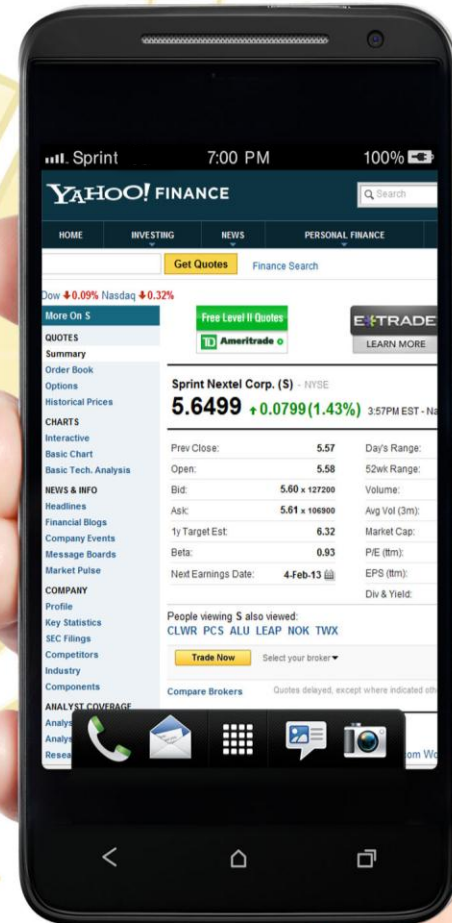 Sprint 7:00 PM 100%
YAHOO! FINANCE Search
HOME INVESTING NEWS PERSONAL FINANCE
Get Quotes Finance Search
Dow 0.09% Nasdaq 0.32%
More On S
QUOTES
Summary
Order Book
Options
Historical Prices
CHARTS
Interactive
Basic Chart
Basic Tech. Analysis
NEWS & INFO
Headlines
Financial Blogs
Company Events
Message Boards
Market Pulse
COMPANY
Profile
Key Statistics
SEC Filings
Competitors
Industry
Components
ANALYST COVERAGE
Free Level II Quotes
TD Ameritrade
E*TRADE
LEARN MORE
Sprint Nextel Corp. (S) - NYSE
5.6499 0.0799 (1.43%) 3:57PM EST - Na
Prev Close: 5.57 Day's Range:
Open: 5.58 52wk Range:
Bid: 5.60 x 127200 Volume:
Ask: 5.61 x 106900 Avg Vol (3m):
1y Target Est: 6.32 Market Cap:
Beta: 0.93 P/E (ttm):
Next Earnings Date: 4-Feb-13 EPS (ttm):
Div & Yield:
People viewing S also viewed:
CLWR PCS ALU LEAP NOK TWX
Trade Now Select your broker
Compare Brokers Quotes delayed, except where indicated oth